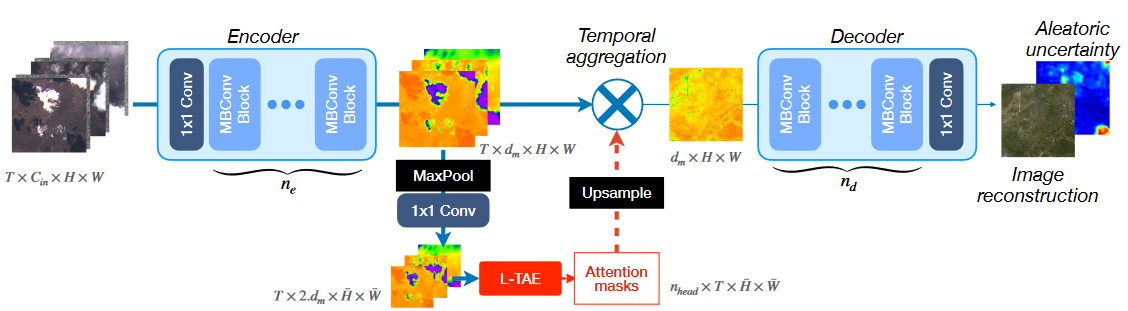 Encoder
Temporal
aggregation
Decoder
Aleatoric
uncertainty
1x1 Conv
MBConv
Block
MBConv
Block
MBConv
Block
MBConv
Block
1x1 Conv
T × C_in × H × W
n_e
T × d_m × H × W
d_m × H × W
n_d
Image
reconstruction
MaxPool
1x1 Conv
Upsample
T × 2.d_m × H̄ × W̄
L-TAE
Attention
masks
n_head × T × H̄ × W̄